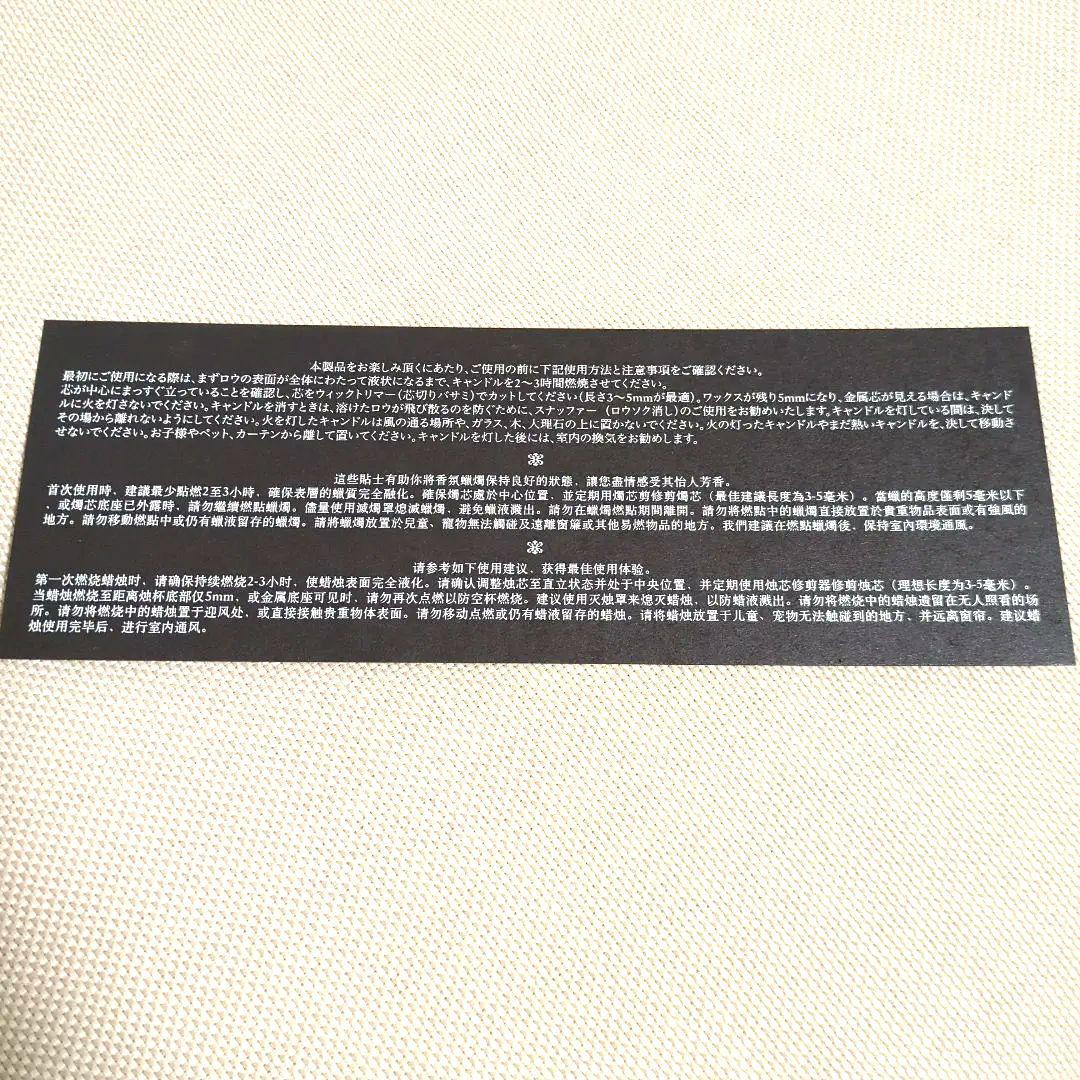 本製品をお楽しみ頂くにあたり、ご使用の前に下記使用方法と注意事項をご確認ください。
最初にご使用になる際は、まずロウの表面が全体にわたって液状になるまで、キャンドルを2〜3時間燃焼させてください。
芯が中心にまっすぐ立っていることを確認し、芯をウィックトリマー(芯切りバサミ)でカットしてください(長さ3〜5mmが最適)。ワックスが残り5mmになり、金属芯が見える場合は、キャンド
ルに火を灯さないでください。キャンドルを消すときは、溶けたロウが飛び散るのを防ぐために、スナッファー (ロウソク消し)のご使用をお勧めいたします。キャンドルを灯している間は、決して
その場から離れないようにしてください。火を灯したキャンドルは風の通る場所や、ガラス、木、大理石の上に置かないでください。火の灯ったキャンドルやまだ熱いキャンドルを、決して移動さ
せないでください。お子様やペット、カーテンから離して置いてください。キャンドルを灯した後には、室内の換気をお勧めします。
這些貼士有助你將香氛蠟燭保持良好的狀態，讓您盡情感受其怡人芳香。
首次使用時，建議最少點燃2至3小時，確保表層的蠟質完全融化。確保燭芯處於中心位置，並定期用燭芯剪修剪燭芯（最佳建議長度為3-5毫米）。當蠟的高度僅剩5毫米以下
，或燭芯底座已外露時，請勿繼續燃點蠟燭。儘量使用滅燭罩熄滅蠟燭，避免蠟液濺出。請勿在蠟燭燃點期間離開。請勿將燃點中的蠟燭直接放置於貴重物品表面或有強風的
地方。請勿移動燃點中或仍有蠟液留存的蠟燭。請將蠟燭放置於兒童、寵物無法觸碰及遠離窗簾或其他易燃物品的地方。我們建議在燃點蠟燭後，保持室內環境通風。
请参考如下使用建议，获得最佳使用体验。
第一次燃烧蜡烛时，请确保持续燃烧2-3小时，使蜡烛表面完全液化。请确认调整烛芯至直立状态并处于中央位置，并定期使用烛芯修剪器修剪烛芯（理想长度为3-5毫米）。
当蜡烛燃烧至距离烛杯底部仅5mm，或金属底座可见时，请勿再次点燃以防空杯燃烧。建议使用灭烛罩来熄灭蜡烛，以防蜡液溅出。请勿将燃烧中的蜡烛遗留在无人照看的场
所。请勿将燃烧中的蜡烛置于迎风处，或直接接触贵重物体表面。请勿移动点燃或仍有蜡液留存的蜡烛。请将蜡烛放置于儿童、宠物无法触碰到的地方，并远离窗帘。建议蜡
烛使用完毕后，进行室内通风。